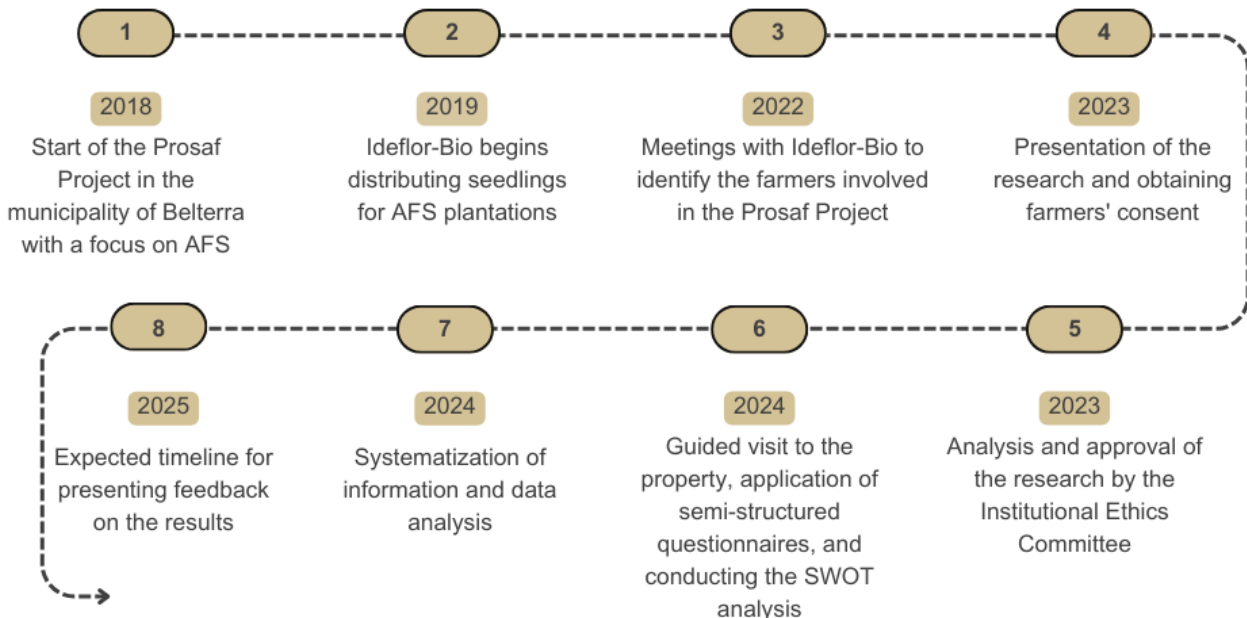 1
2018
Start of the Prosaf
Project in the
municipality of Belterra
with a focus on AFS
2
2019
Ideflor-Bio begins
distributing seedlings
for AFS plantations
3
2022
Meetings with Ideflor-Bio to
identify the farmers involved
in the Prosaf Project
4
2023
Presentation of the
research and obtaining
farmers' consent
5
2023
Analysis and approval of
the research by the
Institutional Ethics
Committee
6
2024
Guided visit to the
property, application of
semi-structured
questionnaires, and
conducting the SWOT
analysis
7
2024
Systematization of
information and data
analysis
8
2025
Expected timeline for
presenting feedback
on the results